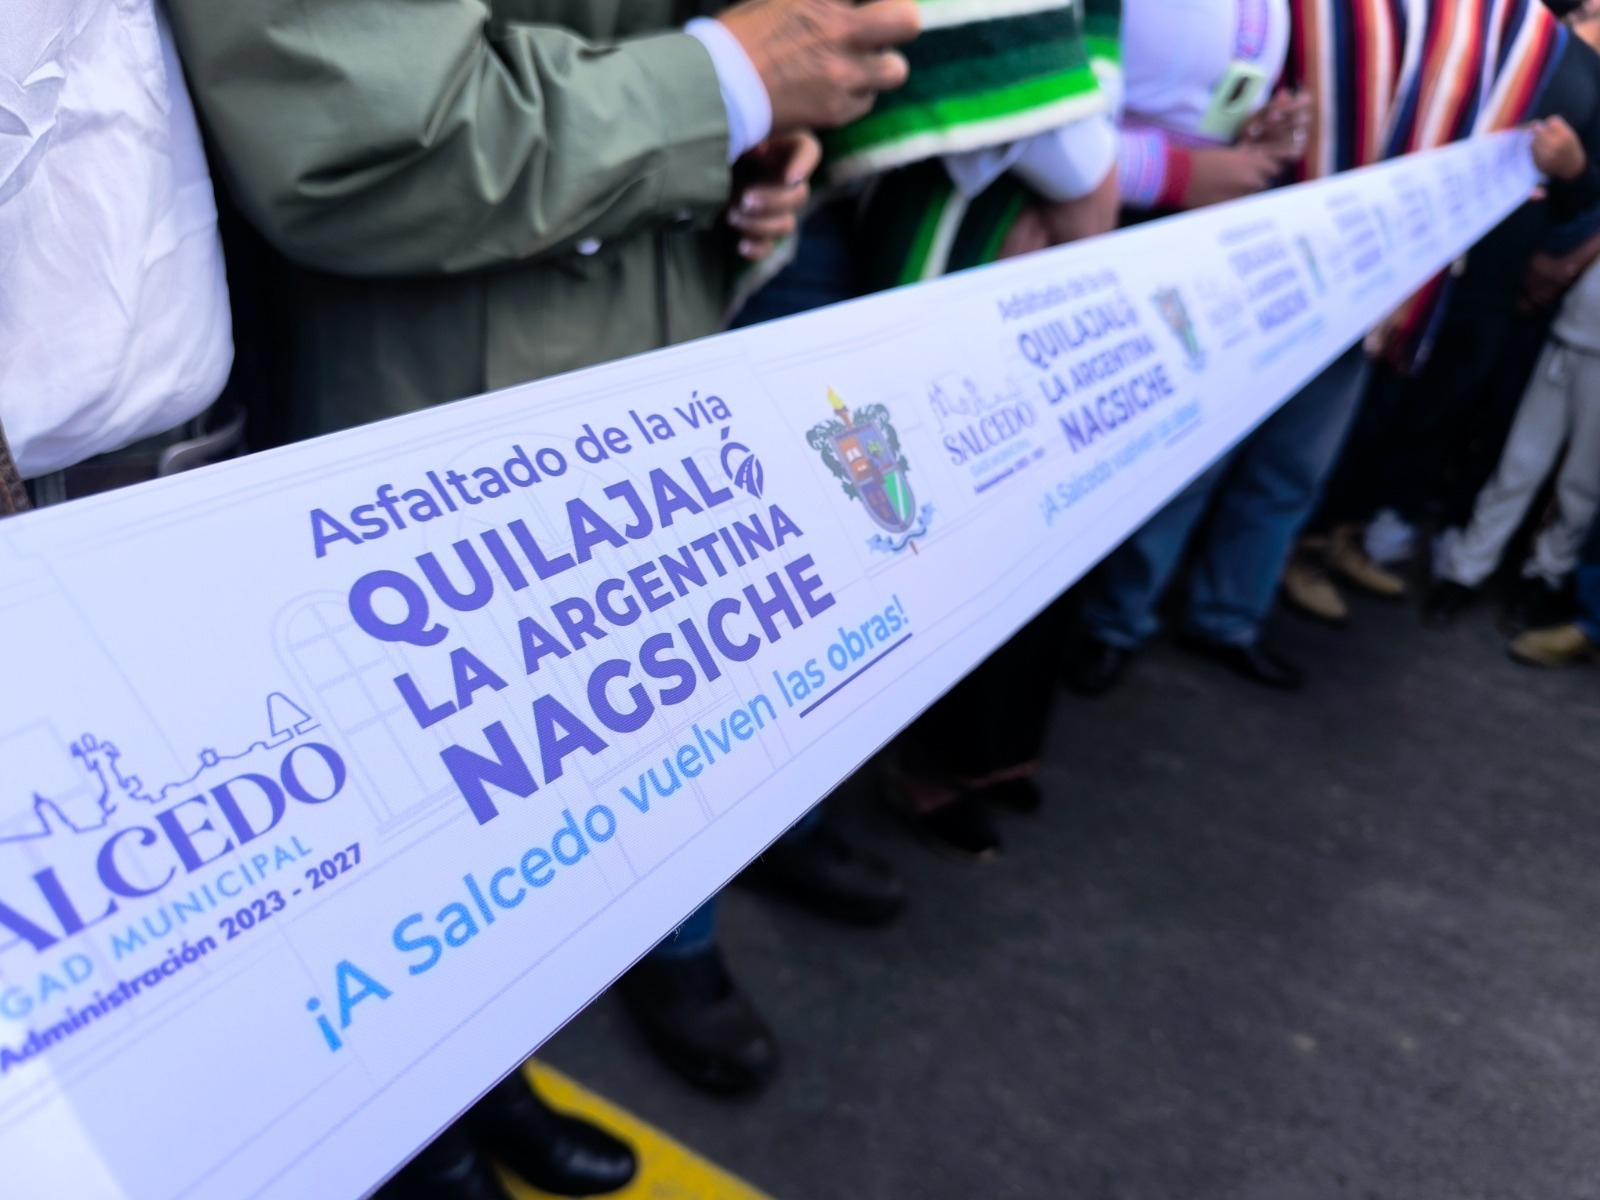 ALCEDO
GAD MUNICIPAL
Administración 2023 - 2027
Asfaltado de la vía
QUILAJALÓ
LA ARGENTINA
NAGSICHE
¡A Salcedo vuelven las obras!
SALCEDO
Asfaltado de la vía
QUILAJALÓ
LA ARGENTINA
NAGSICHE
¡A Salcedo vuelven las obras!